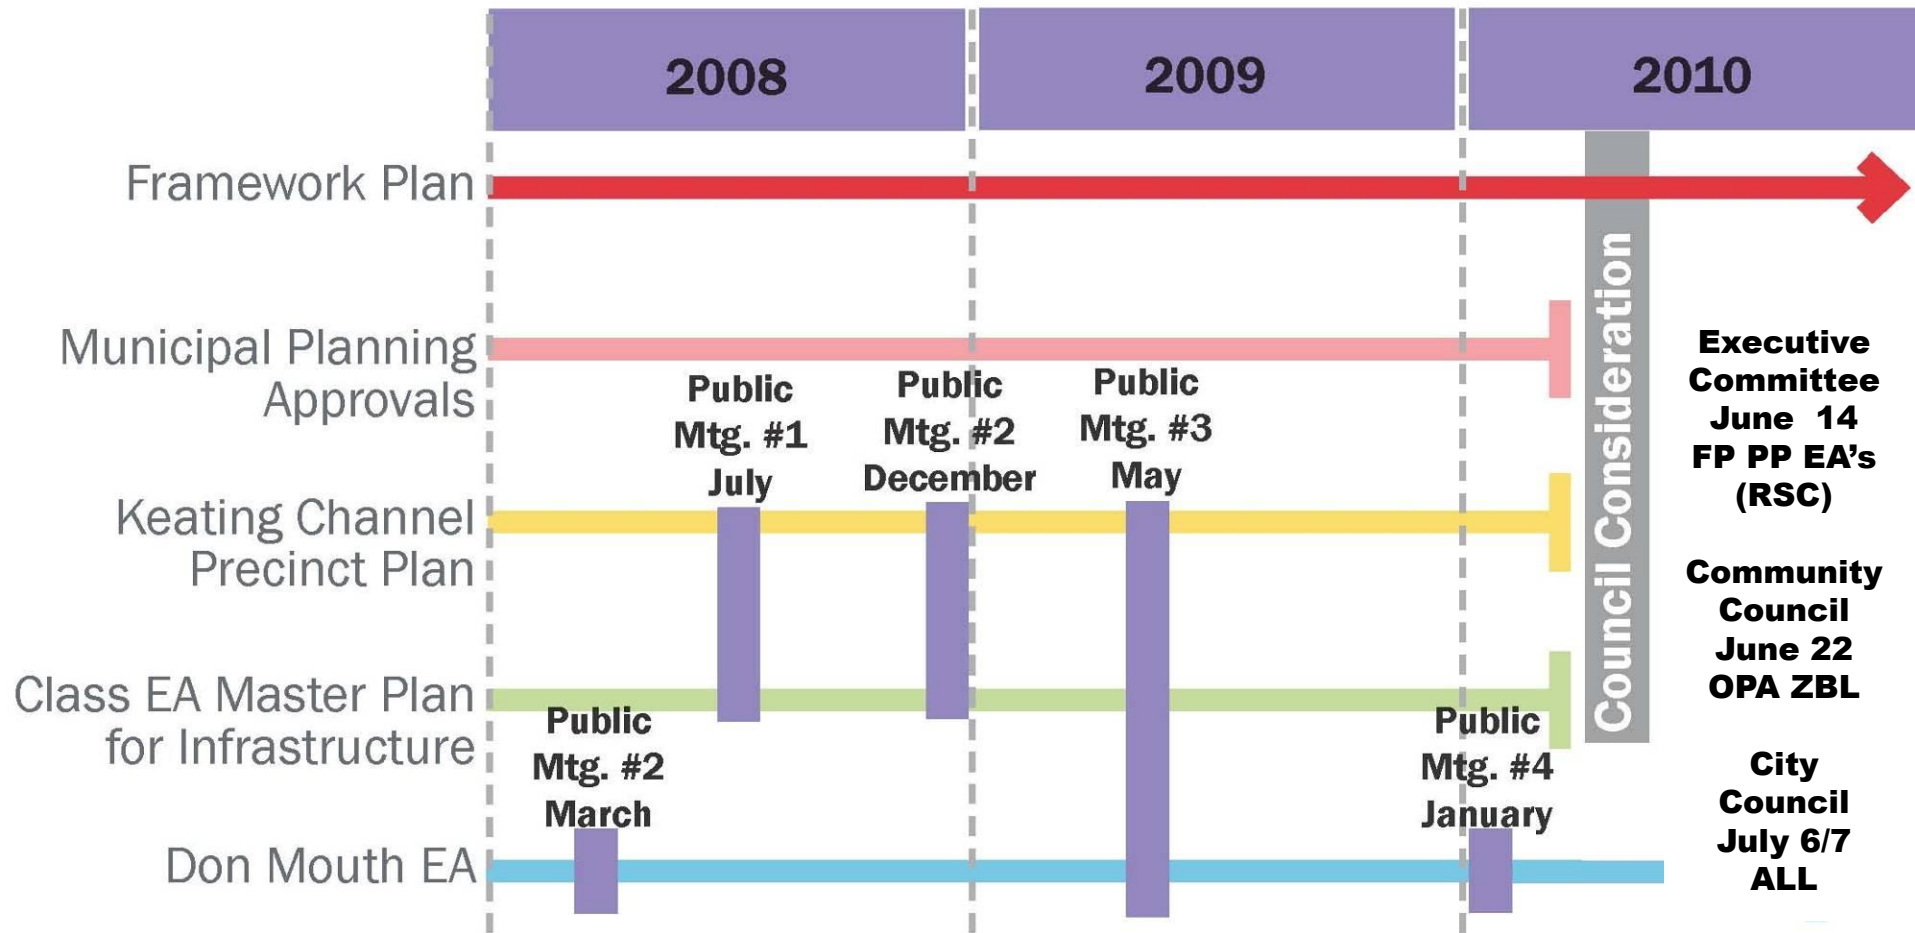 2008
2009
2010
Framework Plan
Municipal Planning
Approvals
Public
Mtg. #1
July
Public
Mtg. #2
December
Public
Mtg. #3
May
Keating Channel
Precinct Plan
Class EA Master Plan
for Infrastructure
Public
Mtg. #2
March
Public
Mtg. #4
January
Don Mouth EA
Council Consideration
Executive
Committee
June 14
FP PP EA’s
(RSC)
Community
Council
June 22
OPA ZBL
City
Council
July 6/7
ALL